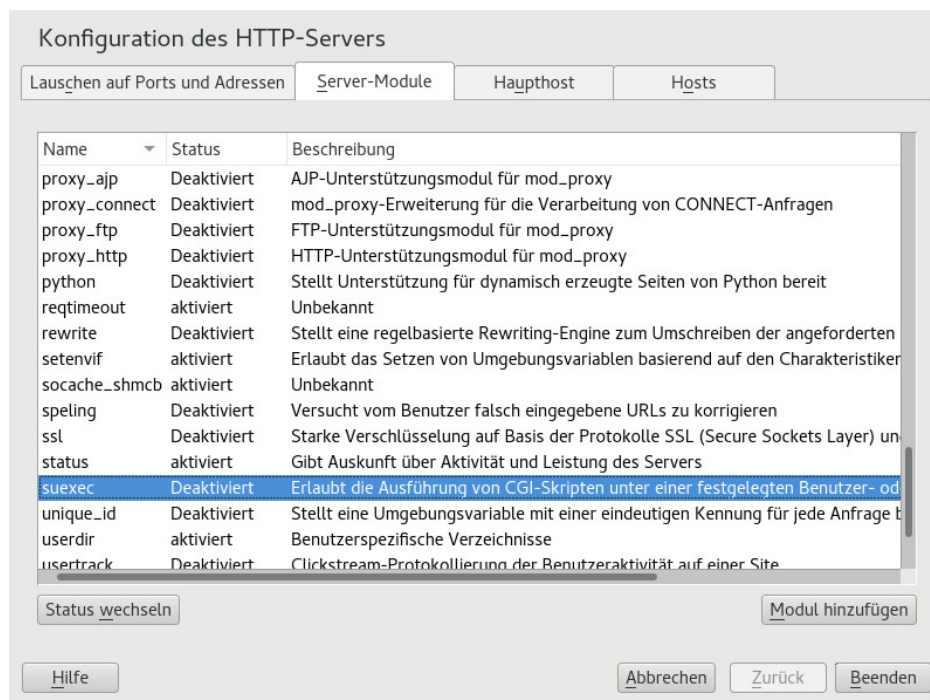 Konfiguration des HTTP-Servers
Lauschen auf Ports und Adressen Server-Module Haupthost Hosts
Name Status Beschreibung
proxy_ajp Deaktiviert AJP-Unterstützungsmodul für mod_proxy
proxy_connect Deaktiviert mod_proxy-Erweiterung für die Verarbeitung von CONNECT-Anfragen
proxy_ftp Deaktiviert FTP-Unterstützungsmodul für mod_proxy
proxy_http Deaktiviert HTTP-Unterstützungsmodul für mod_proxy
python Deaktiviert Stellt Unterstützung für dynamisch erzeugte Seiten von Python bereit
reqtimeout aktiviert Unbekannt
rewrite Deaktiviert Stellt eine regelbasierte Rewriting-Engine zum Umschreiben der angeforderten
setenvif aktiviert Erlaubt das Setzen von Umgebungsvariablen basierend auf den Charakteristiker
socache_shmcb aktiviert Unbekannt
speling Deaktiviert Versucht vom Benutzer falsch eingegebene URLs zu korrigieren
ssl Deaktiviert Starke Verschlüsselung auf Basis der Protokolle SSL (Secure Sockets Layer) un
status aktiviert Gibt Auskunft über Aktivität und Leistung des Servers
suexec Deaktiviert Erlaubt die Ausführung von CGI-Skripten unter einer festgelegten Benutzer- od
unique_id Deaktiviert Stellt eine Umgebungsvariable mit einer eindeutigen Kennung für jede Anfrage b
userdir aktiviert Benutzerspezifische Verzeichnisse
usertrack Deaktiviert Clickstream-Protokollierung der Benutzeraktivität auf einer Site
Status wechseln Modul hinzufügen
Hilfe Abbrechen Zurück Beenden